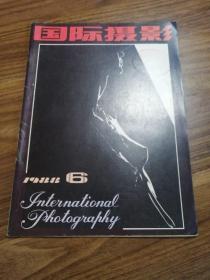 国际摄影
1988 6
International
Photography